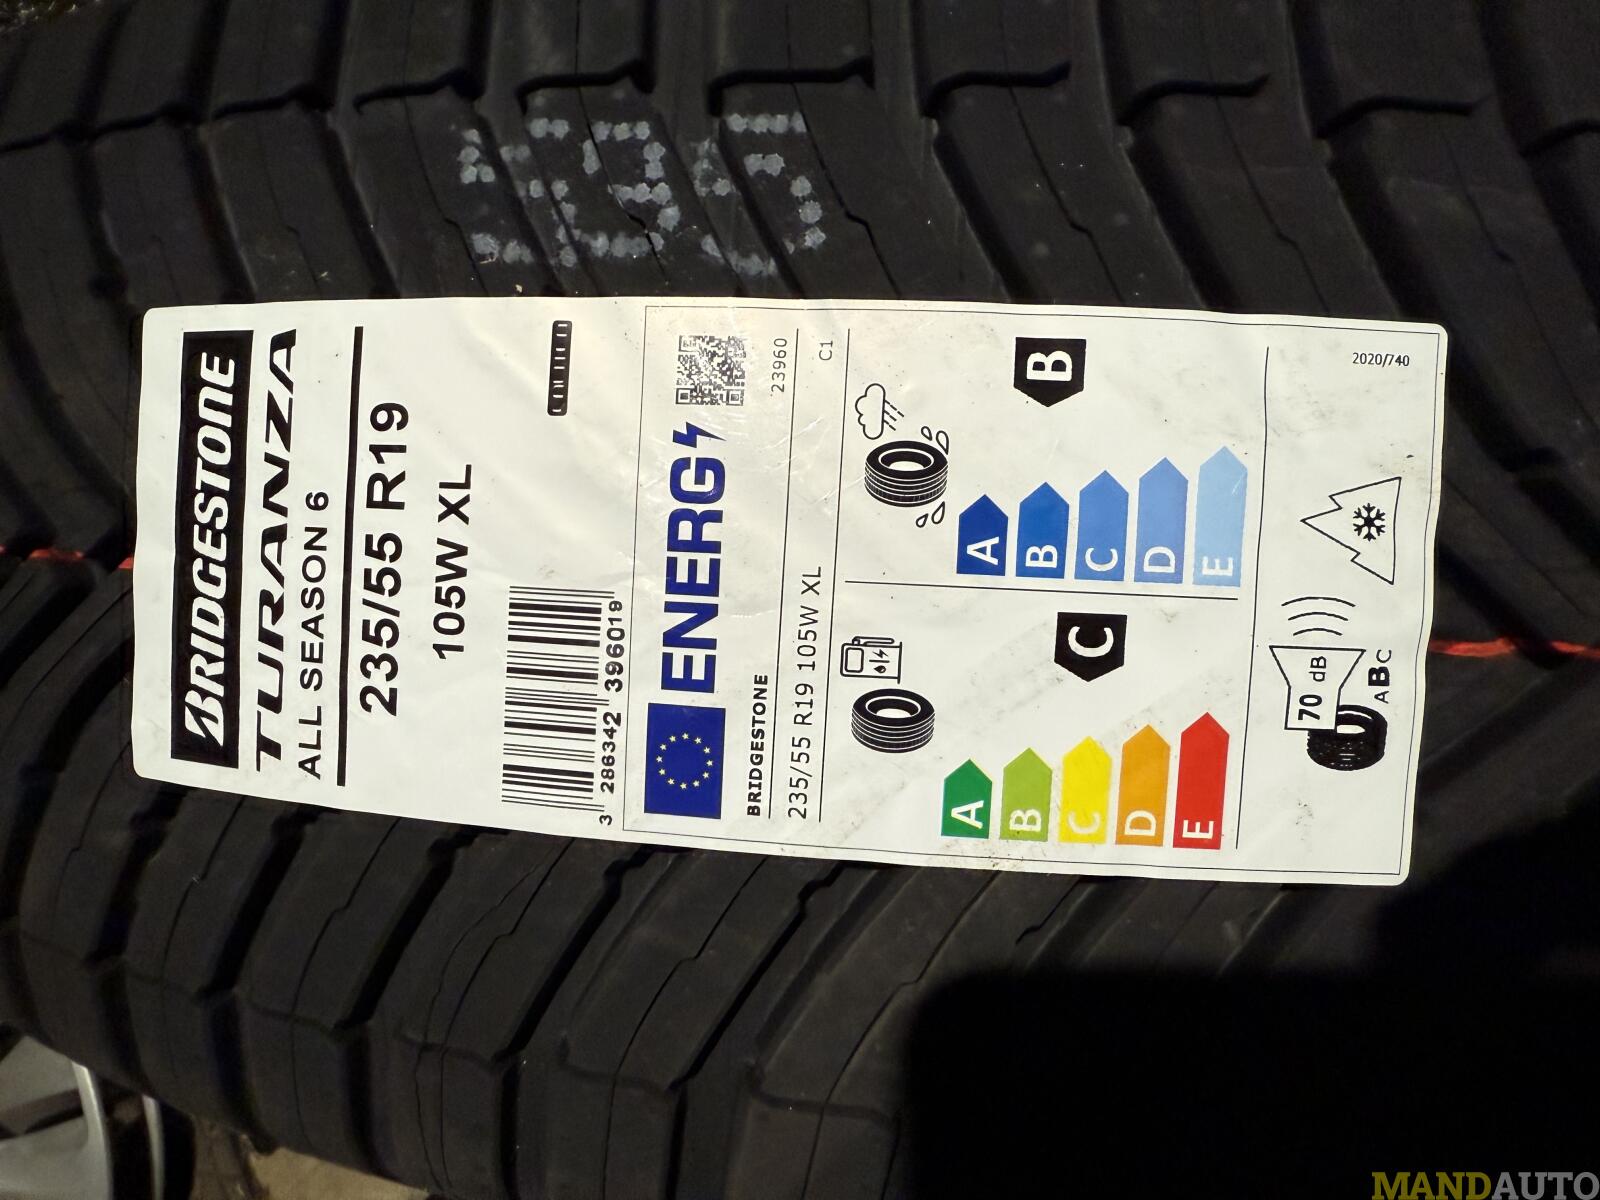 BRIDGESTONE
TURANZA
ALL SEASON 6
235/55 R19
105W XL
3 286342 396019
ENERG
BRIDGESTONE
23960
235/55 R19 105W XL
C1
A
B
C
D
E
C
A
B
C
D
E
B
70 dB
ABC
2020/740
MANDAUTO